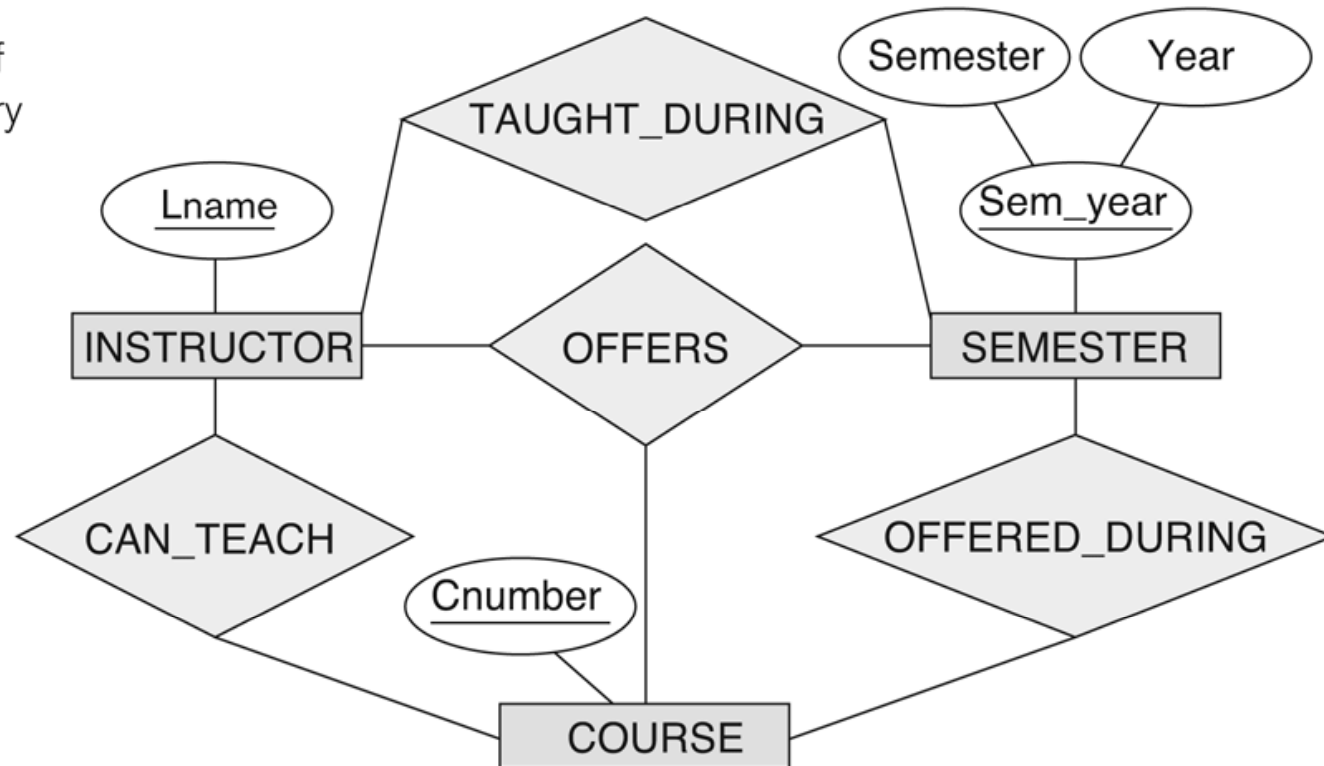 TAUGHT_DURING
Semester
Year
Lname
Sem_year
INSTRUCTOR
OFFERS
SEMESTER
CAN_TEACH
OFFERED_DURING
Cnumber
COURSE